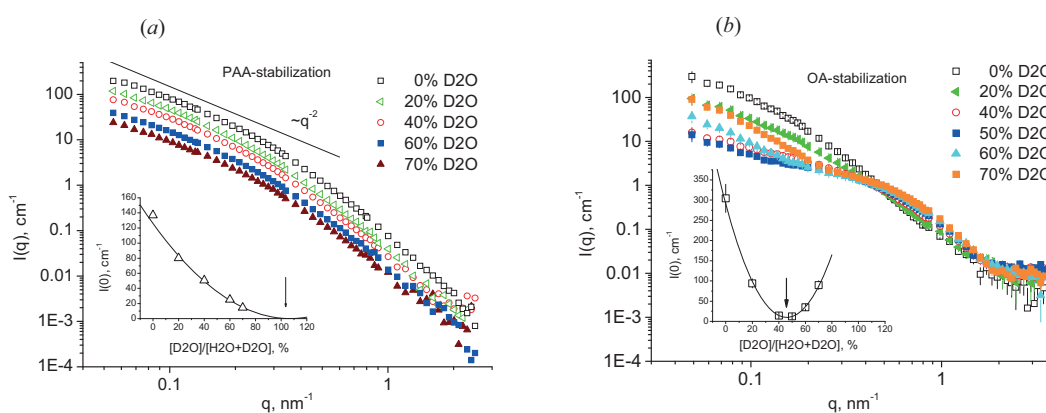 (a)
PAA-stabilization
~q-2
0% D2O
20% D2O
40% D2O
60% D2O
70% D2O
I(q), cm-1
100
10
1
0.1
0.01
1E-3
1E-4
0.1
1
q, nm-1
I(0), cm-1
160
140
120
100
80
60
40
20
0
0 20 40 60 80 100 120
[D2O]/[H2O+D2O], %
(b)
OA-stabilization
0% D2O
20% D2O
40% D2O
50% D2O
60% D2O
70% D2O
I(q), cm-1
100
10
1
0.1
0.01
1E-3
1E-4
0.1
1
q, nm-1
I(0), cm-1
350
300
250
200
150
100
50
0
0 20 40 60 80 100 120
[D2O]/[H2O+D2O], %